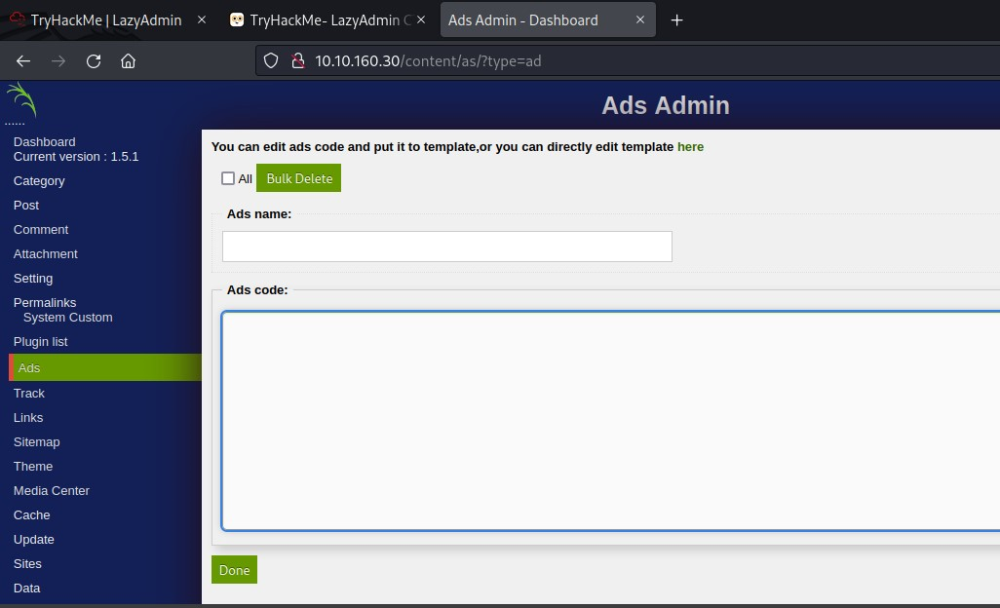 TryHackMe | LazyAdmin
TryHackMe- LazyAdmin C
Ads Admin - Dashboard
10.10.160.30/content/as/?type=ad
......
Ads Admin
Dashboard
Current version : 1.5.1
Category
Post
Comment
Attachment
Setting
Permalinks
System Custom
Plugin list
Ads
Track
Links
Sitemap
Theme
Media Center
Cache
Update
Sites
Data
You can edit ads code and put it to template,or you can directly edit template here
All Bulk Delete
Ads name:
Ads code:
Done